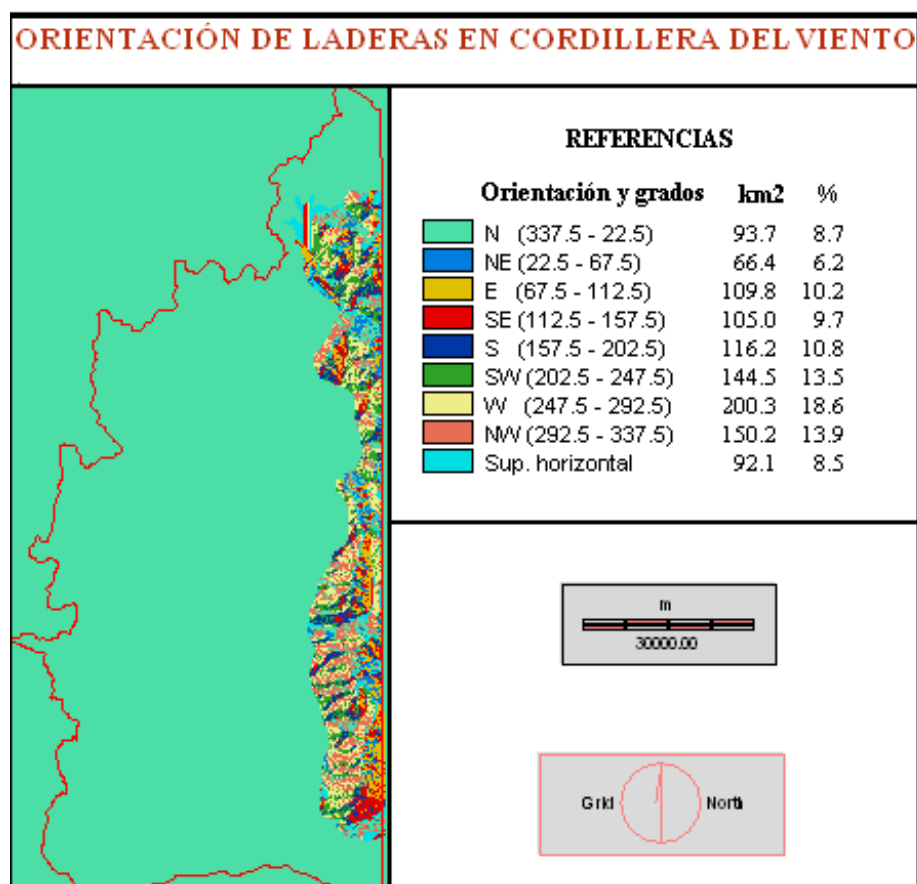 ORIENTACIÓN DE LADERAS EN CORDILLERA DEL VIENTO
REFERENCIAS
Orientación y grados km2 %
N (337.5 - 22.5) 93.7 8.7
NE (22.5 - 67.5) 66.4 6.2
E (67.5 - 112.5) 109.8 10.2
SE (112.5 - 157.5) 105.0 9.7
S (157.5 - 202.5) 116.2 10.8
SW (202.5 - 247.5) 144.5 13.5
W (247.5 - 292.5) 200.3 18.6
NW (292.5 - 337.5) 150.2 13.9
Sup. horizontal 92.1 8.5
m
30000.00
Grid North